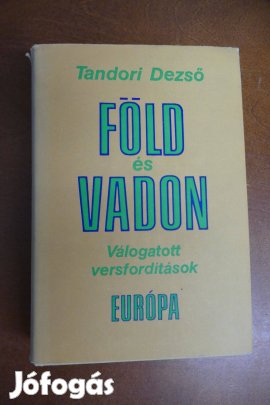 Tandori Dezső
FÖLD
és
VADON
Válogatott
versfordítások
EURÓPA
Jófogás